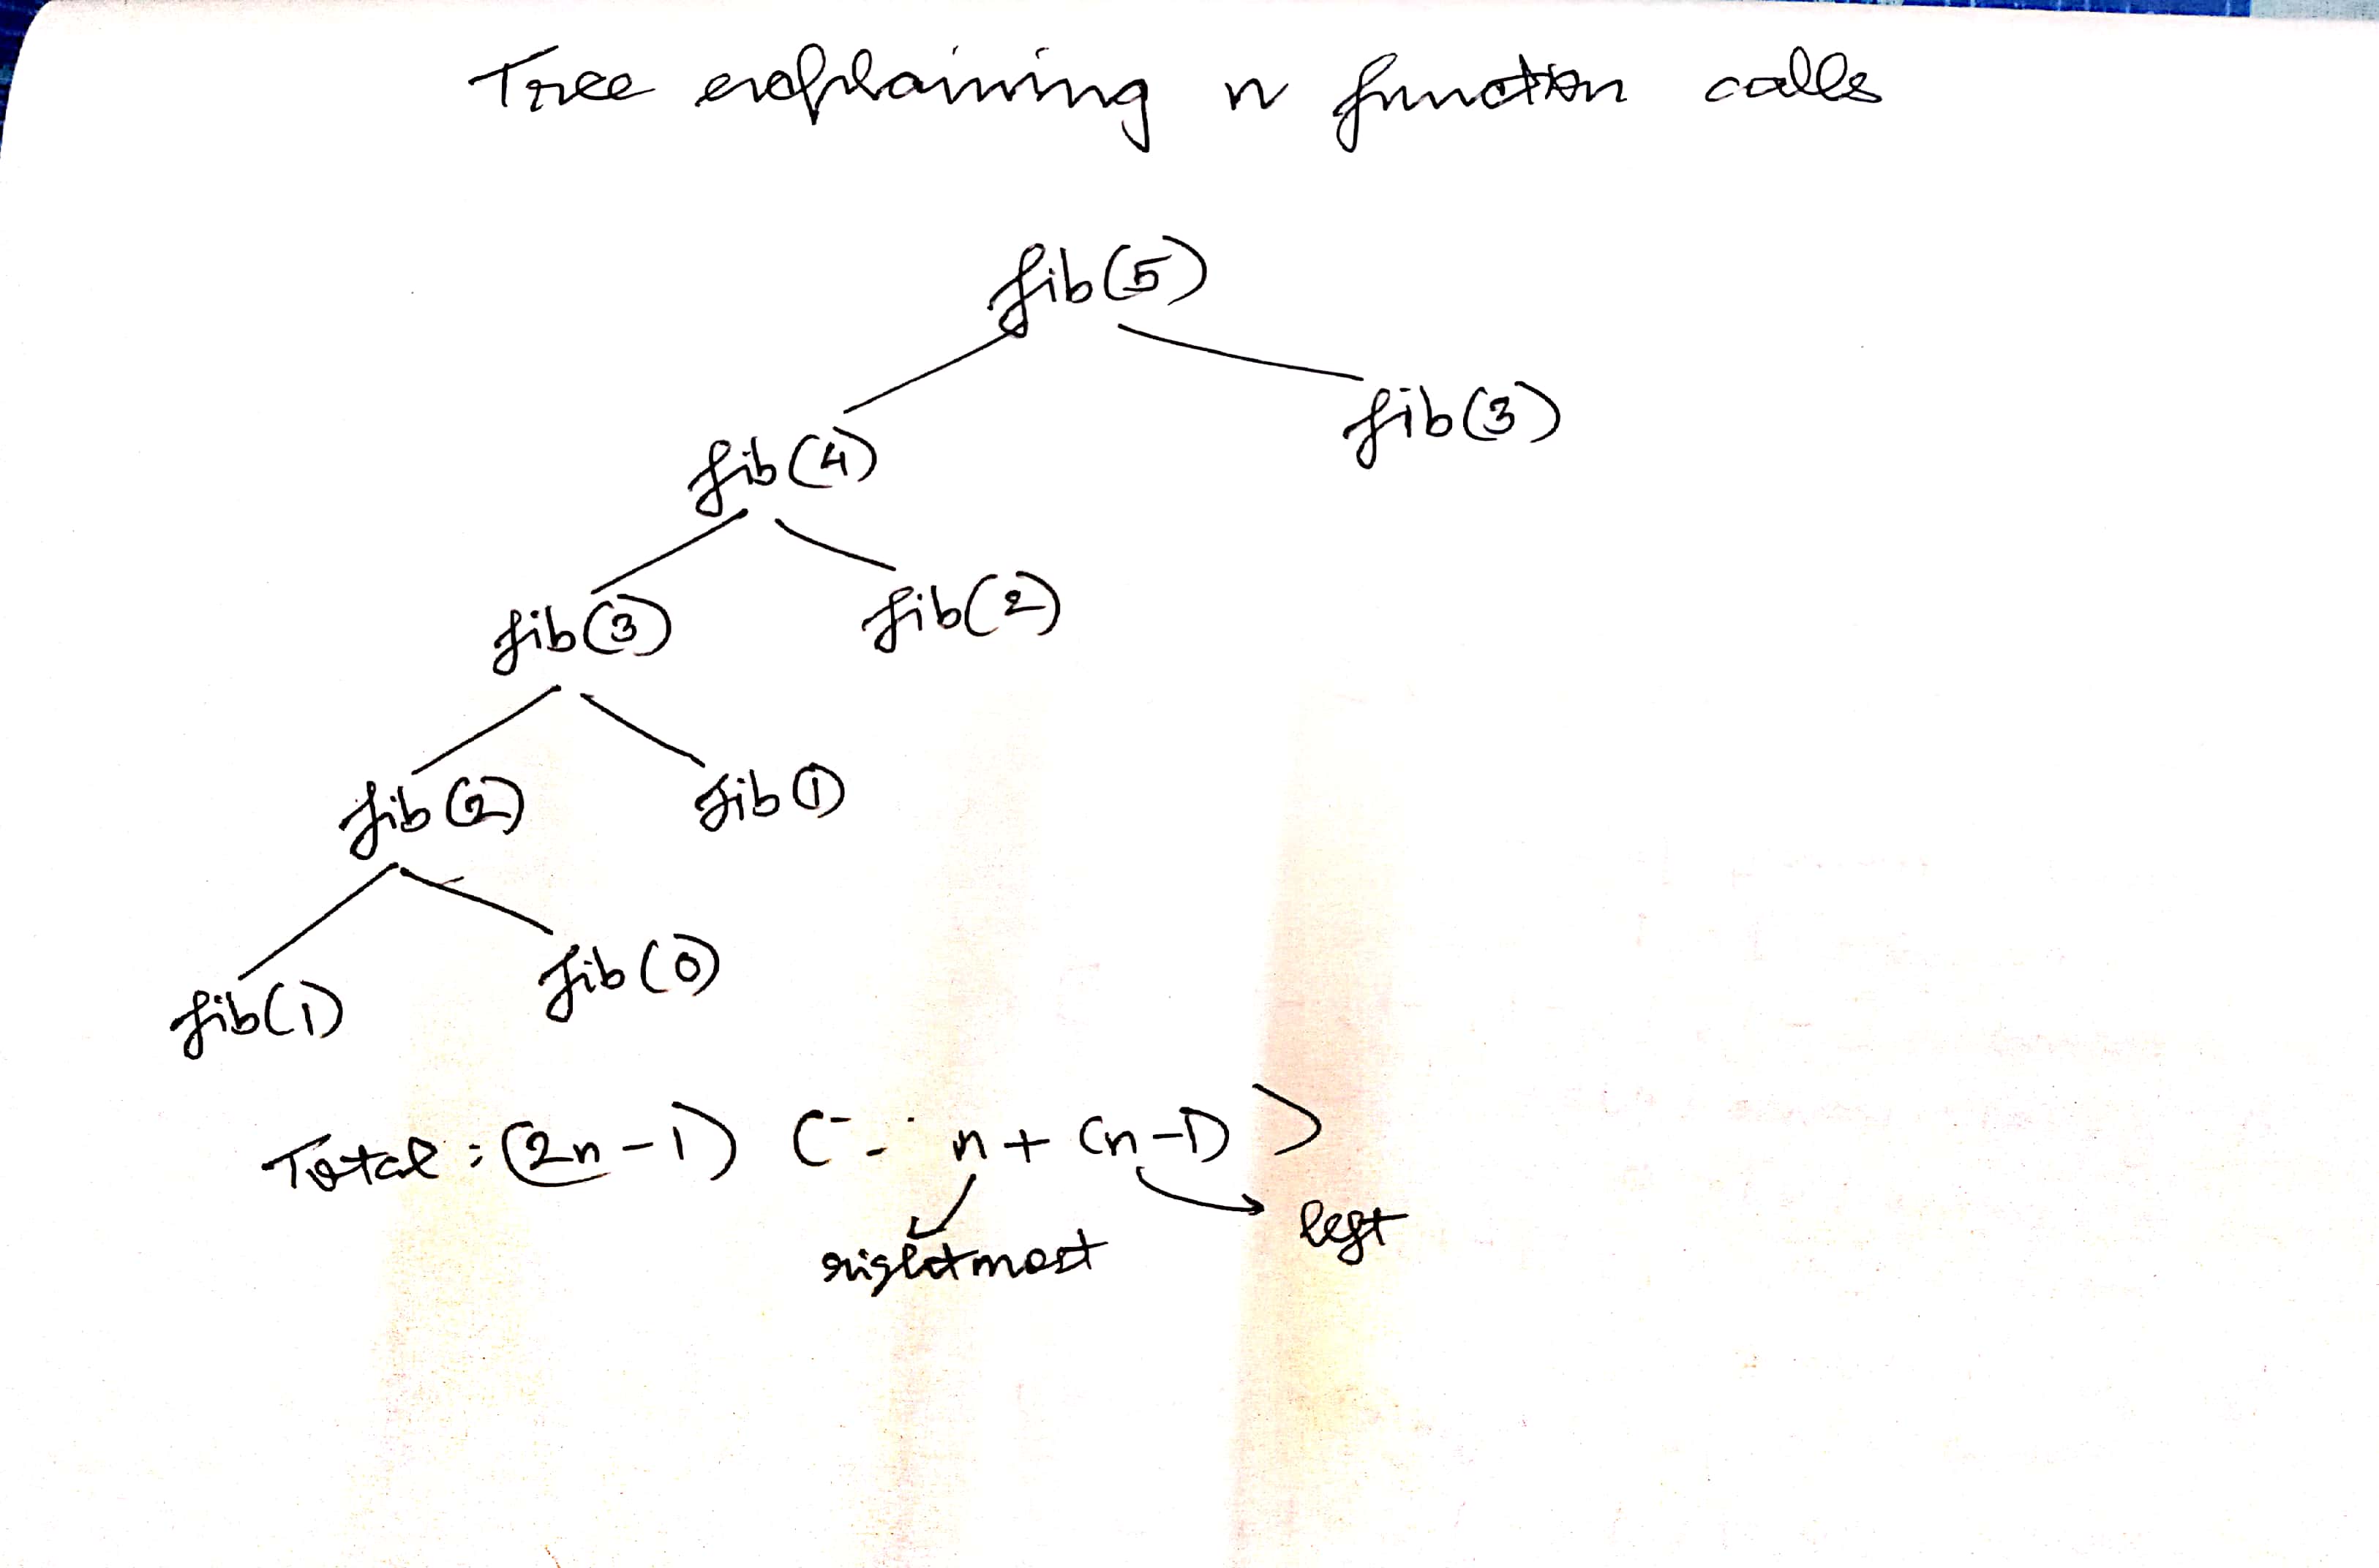 Tree explaining n function calls
fib(5)
fib(4)
fib(3)
fib(3)
fib(2)
fib(2)
fib(1)
fib(1)
fib(0)
Total : (2n-1) (∵ n + (n-1))
rightmost
left